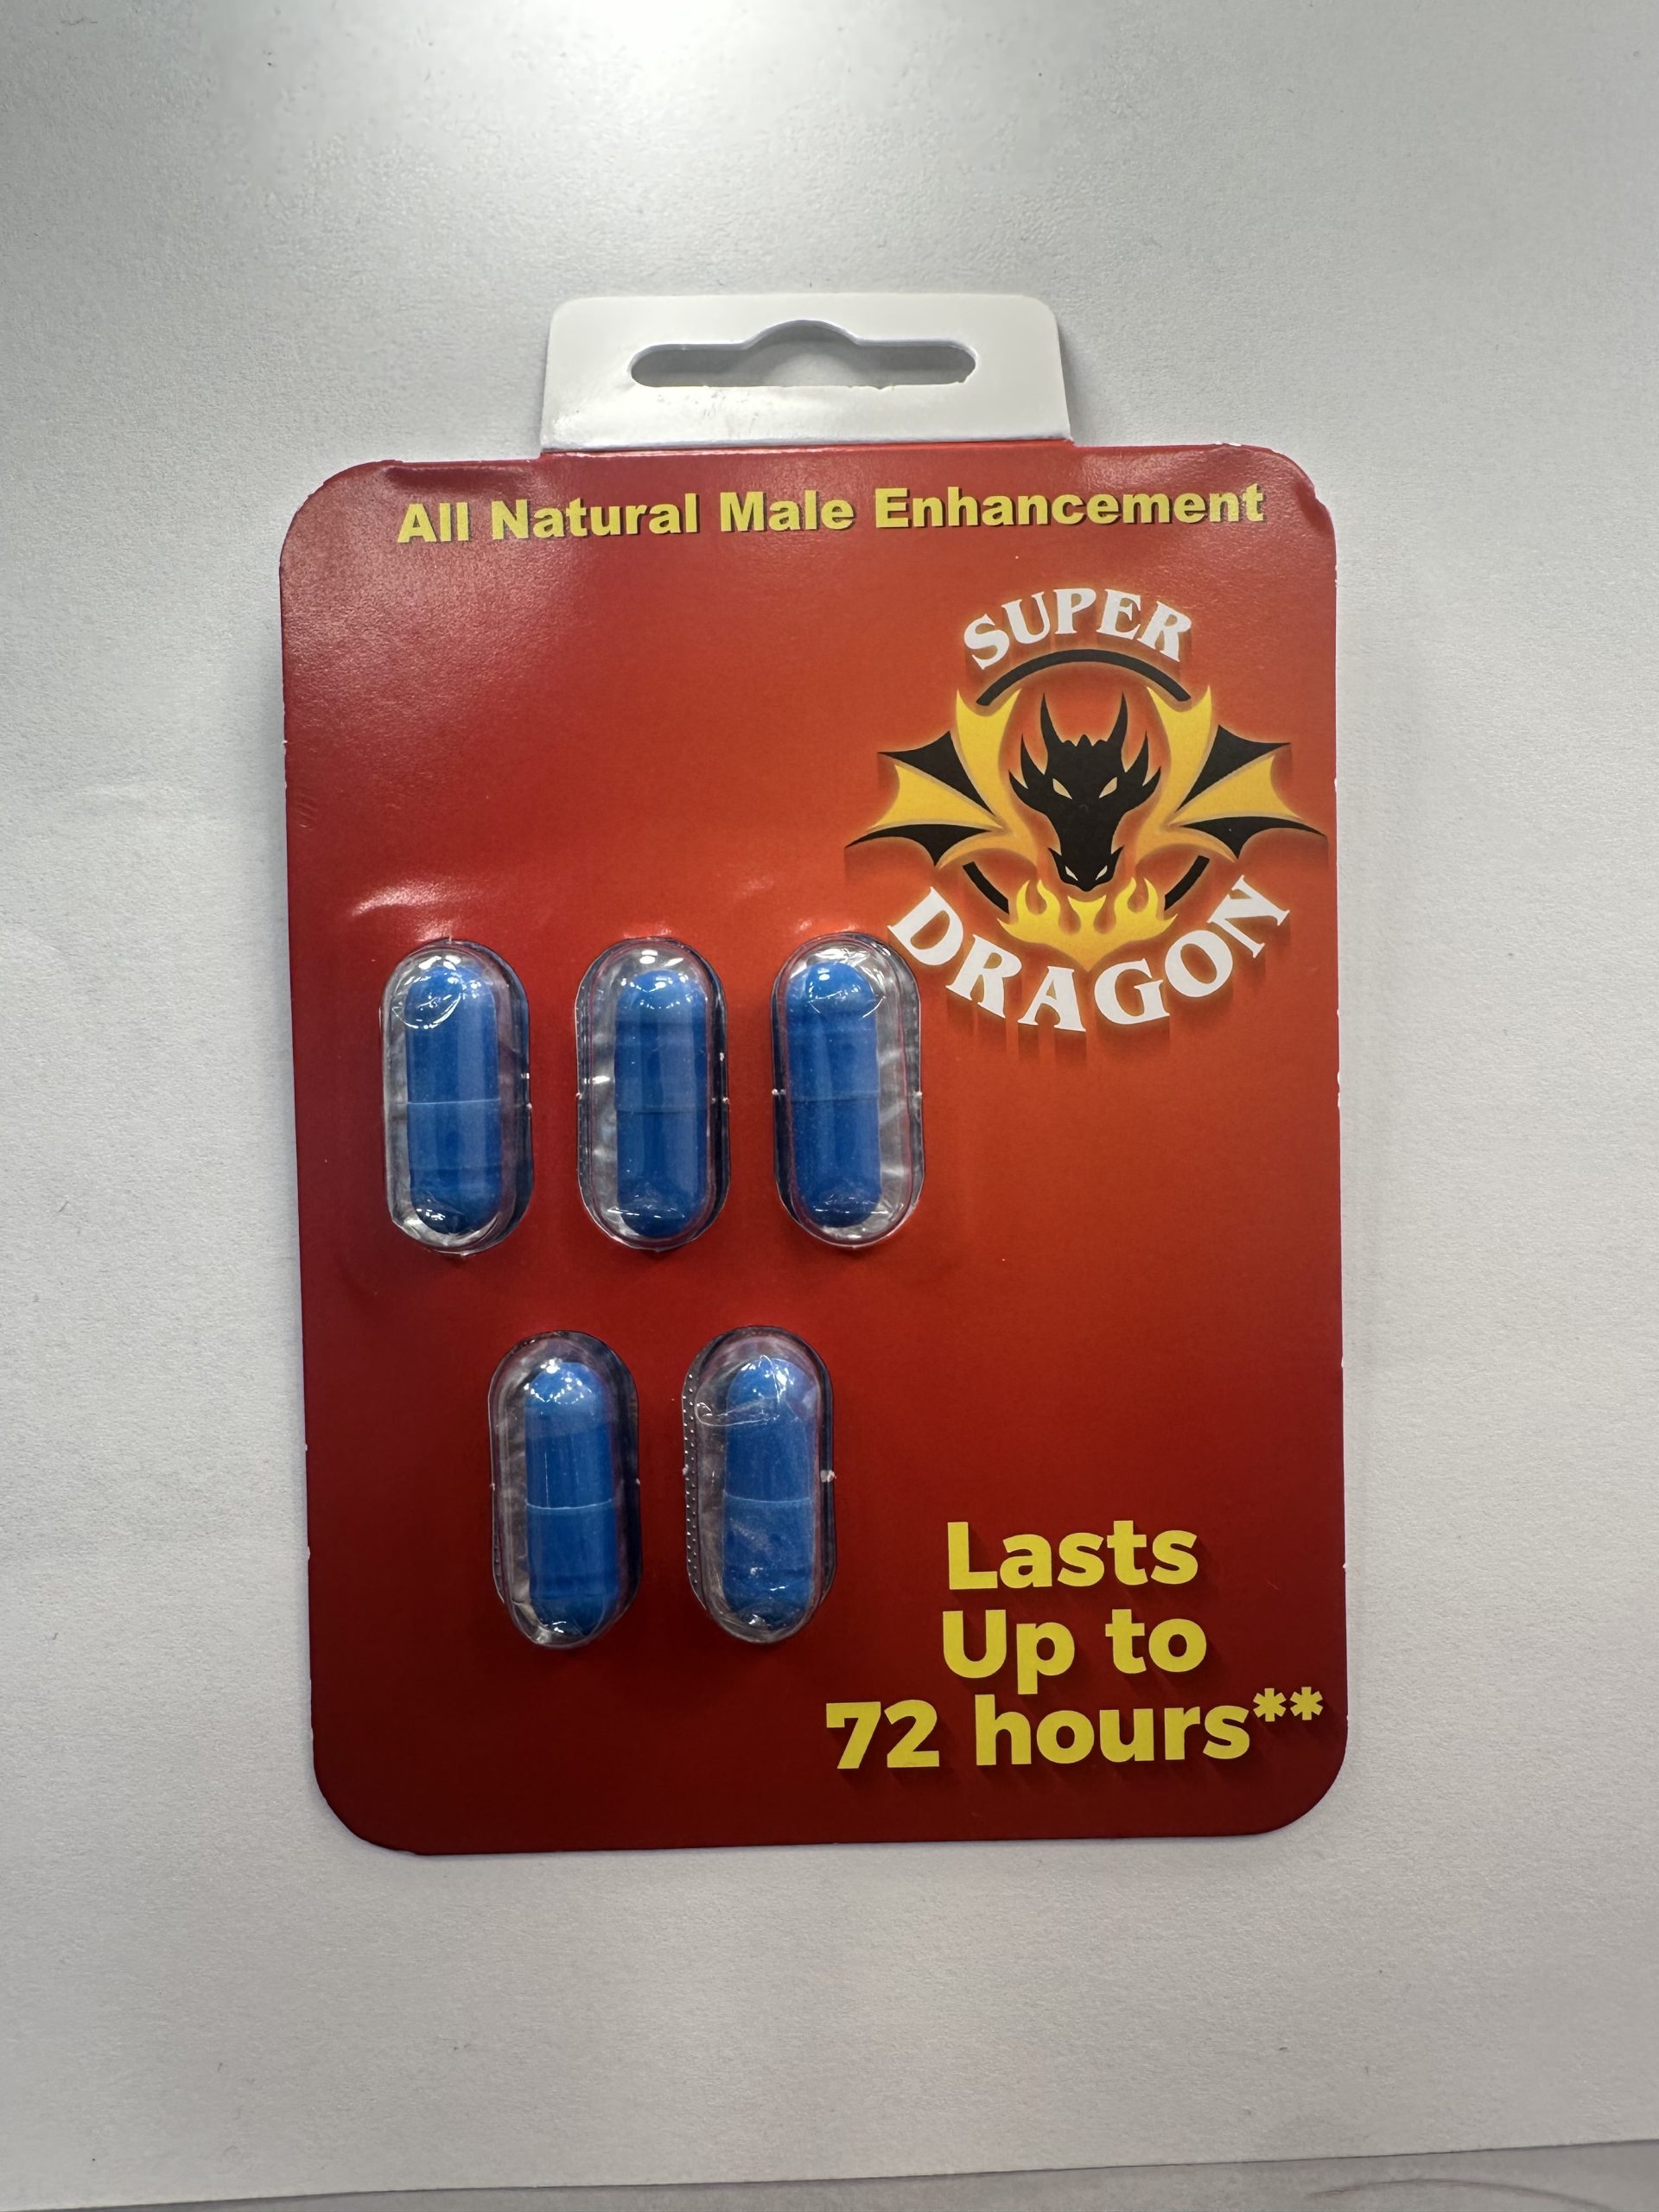 All Natural Male Enhancement
SUPER
DRAGON
Lasts
Up to
72 hours**